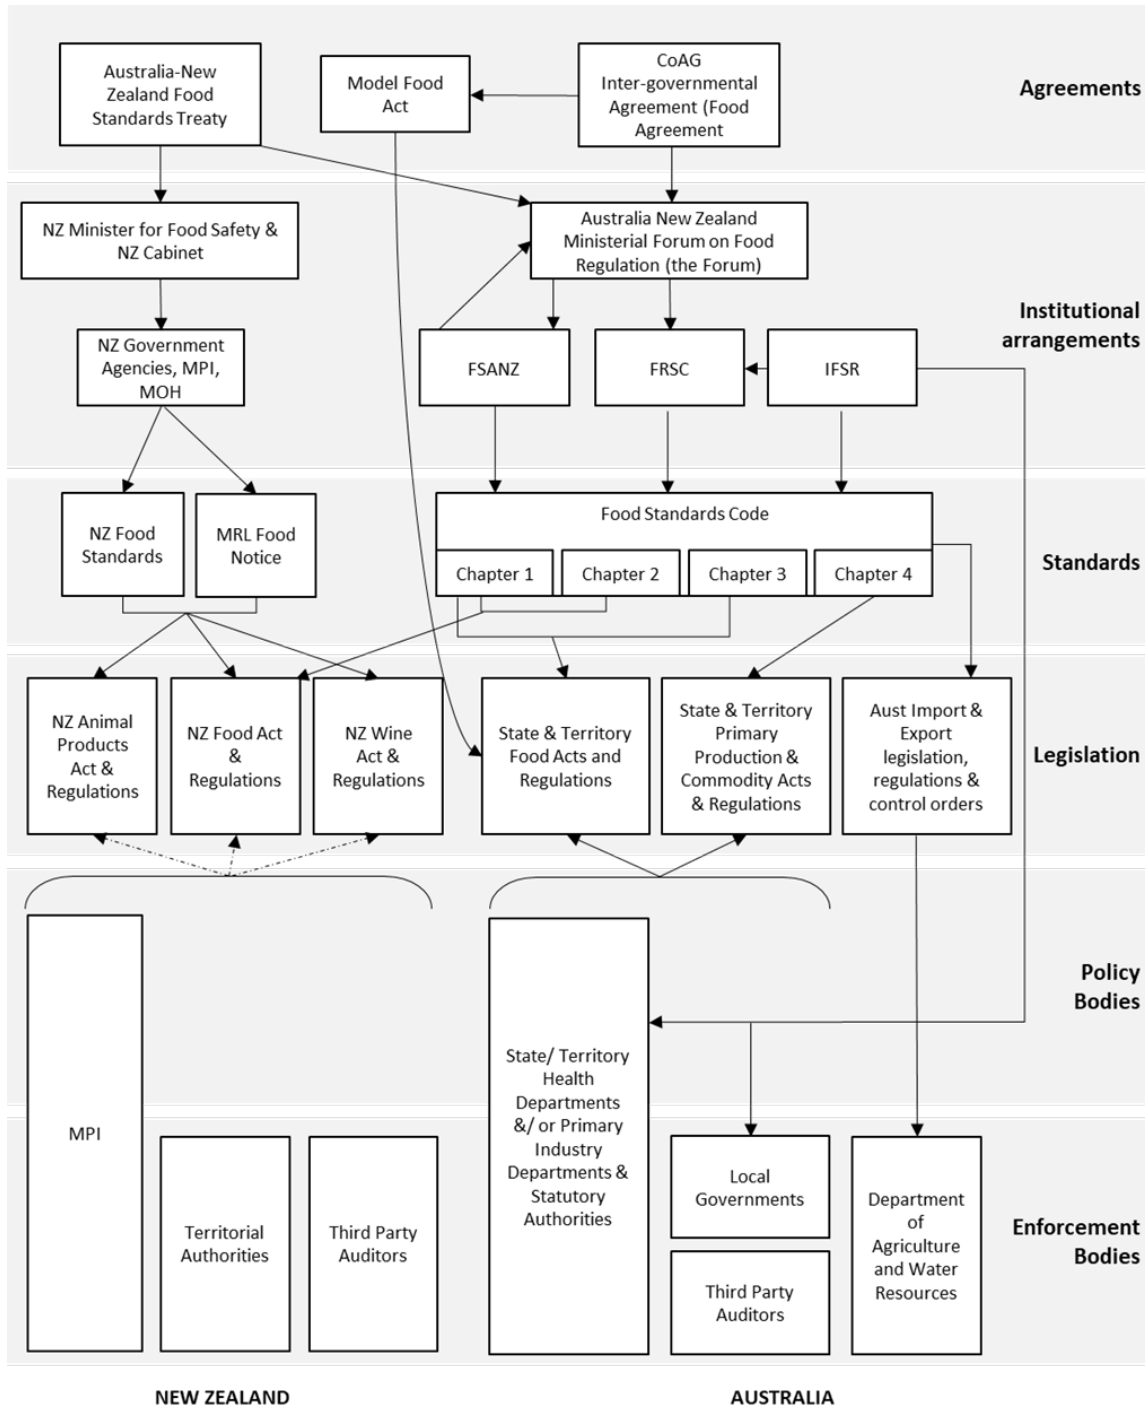 Australia-New
Zealand Food
Standards Treaty
Model Food
Act
CoAG
Inter-governmental
Agreement (Food
Agreement
Agreements
NZ Minister for Food Safety &
NZ Cabinet
Australia New Zealand
Ministerial Forum on Food
Regulation (the Forum)
NZ Government
Agencies, MPI,
MOH
FSANZ
FRSC
IFSR
Institutional
arrangements
NZ Food
Standards
MRL Food
Notice
Food Standards Code
Chapter 1
Chapter 2
Chapter 3
Chapter 4
Standards
NZ Animal
Products
Act &
Regulations
NZ Food Act
&
Regulations
NZ Wine
Act &
Regulations
State & Territory
Food Acts and
Regulations
State & Territory
Primary
Production &
Commodity Acts
& Regulations
Aust Import &
Export
legislation,
regulations &
control orders
Legislation
Policy
Bodies
MPI
Territorial
Authorities
Third Party
Auditors
State/ Territory
Health
Departments
&/ or Primary
Industry
Departments &
Statutory
Authorities
Local
Governments
Third Party
Auditors
Department
of
Agriculture
and Water
Resources
Enforcement
Bodies
NEW ZEALAND
AUSTRALIA